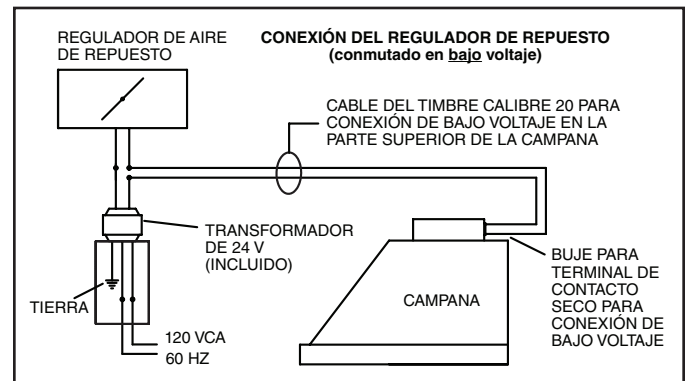 REGULADOR DE AIRE
DE REPUESTO
CONEXIÓN DEL REGULADOR DE REPUESTO
(conmutado en bajo voltaje)
CABLE DEL TIMBRE CALIBRE 20 PARA
CONEXIÓN DE BAJO VOLTAJE EN LA
PARTE SUPERIOR DE LA CAMPANA
TRANSFORMADOR
DE 24 V
(INCLUIDO)
TIERRA
120 VCA
60 HZ
CAMPANA
BUJE PARA
TERMINAL DE
CONTACTO
SECO PARA
CONEXIÓN DE
BAJO VOLTAJE